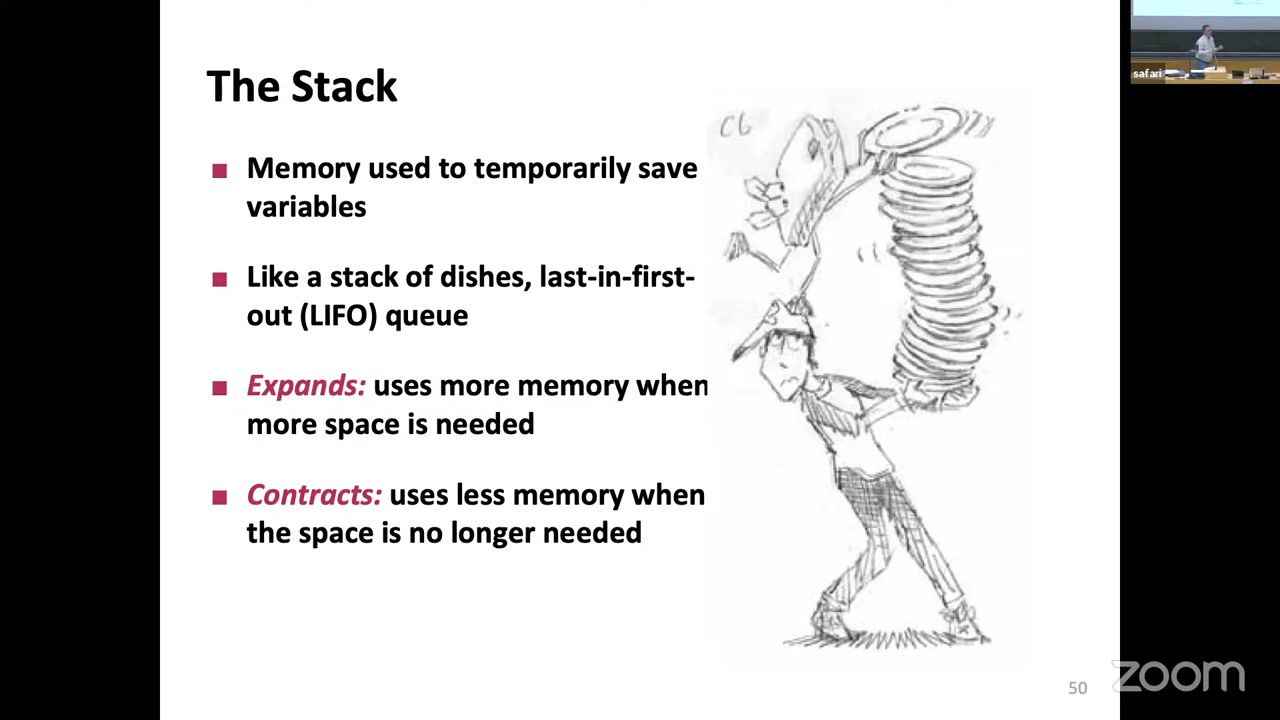 The Stack
Memory used to temporarily save
variables
Like a stack of dishes, last-in-first-
out (LIFO) queue
Expands: uses more memory when
more space is needed
Contracts: uses less memory when
the space is no longer needed
safari
50
zoom